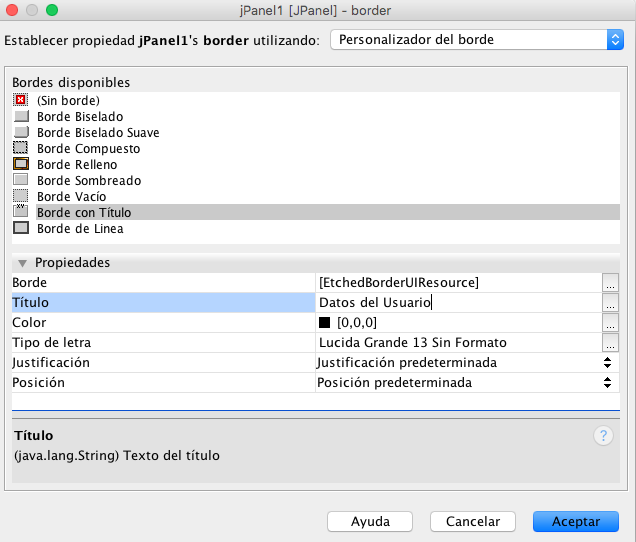 jPanel1 [JPanel] - border
Establecer propiedad jPanel1's border utilizando: Personalizador del borde
Bordes disponibles
(Sin borde)
Borde Biselado
Borde Biselado Suave
Borde Compuesto
Borde Relleno
Borde Sombreado
Borde Vacío
XY Borde con Título
Borde de Linea
Propiedades
Borde [EtchedBorderUIResource] ...
Título Datos del Usuario ...
Color [0,0,0] ...
Tipo de letra Lucida Grande 13 Sin Formato ...
Justificación Justificación predeterminada
Posición Posición predeterminada
Título ?
(java.lang.String) Texto del título
Ayuda Cancelar Aceptar